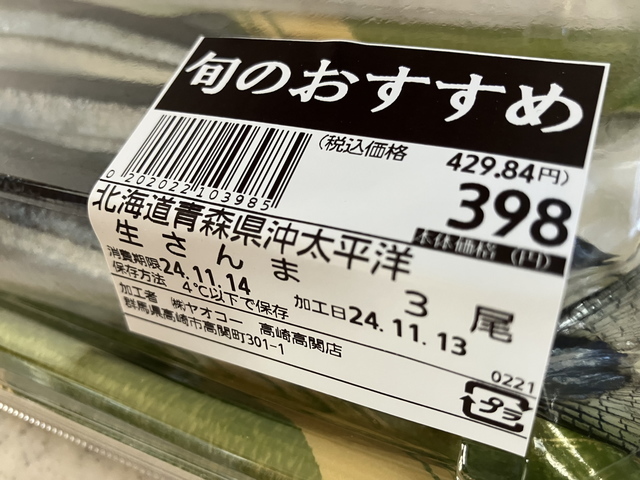 旬のおすすめ
(税込価格 429.84円)
0 202022 103985
398
本体価格 (円)
北海道青森県沖太平洋
生さんま 3尾
消費期限24.11.14 加工日24.11.13
保存方法 4℃以下で保存
加工者 ㈱ヤオコー 高崎高関店
群馬県高崎市高関町301-1
0221
プラ